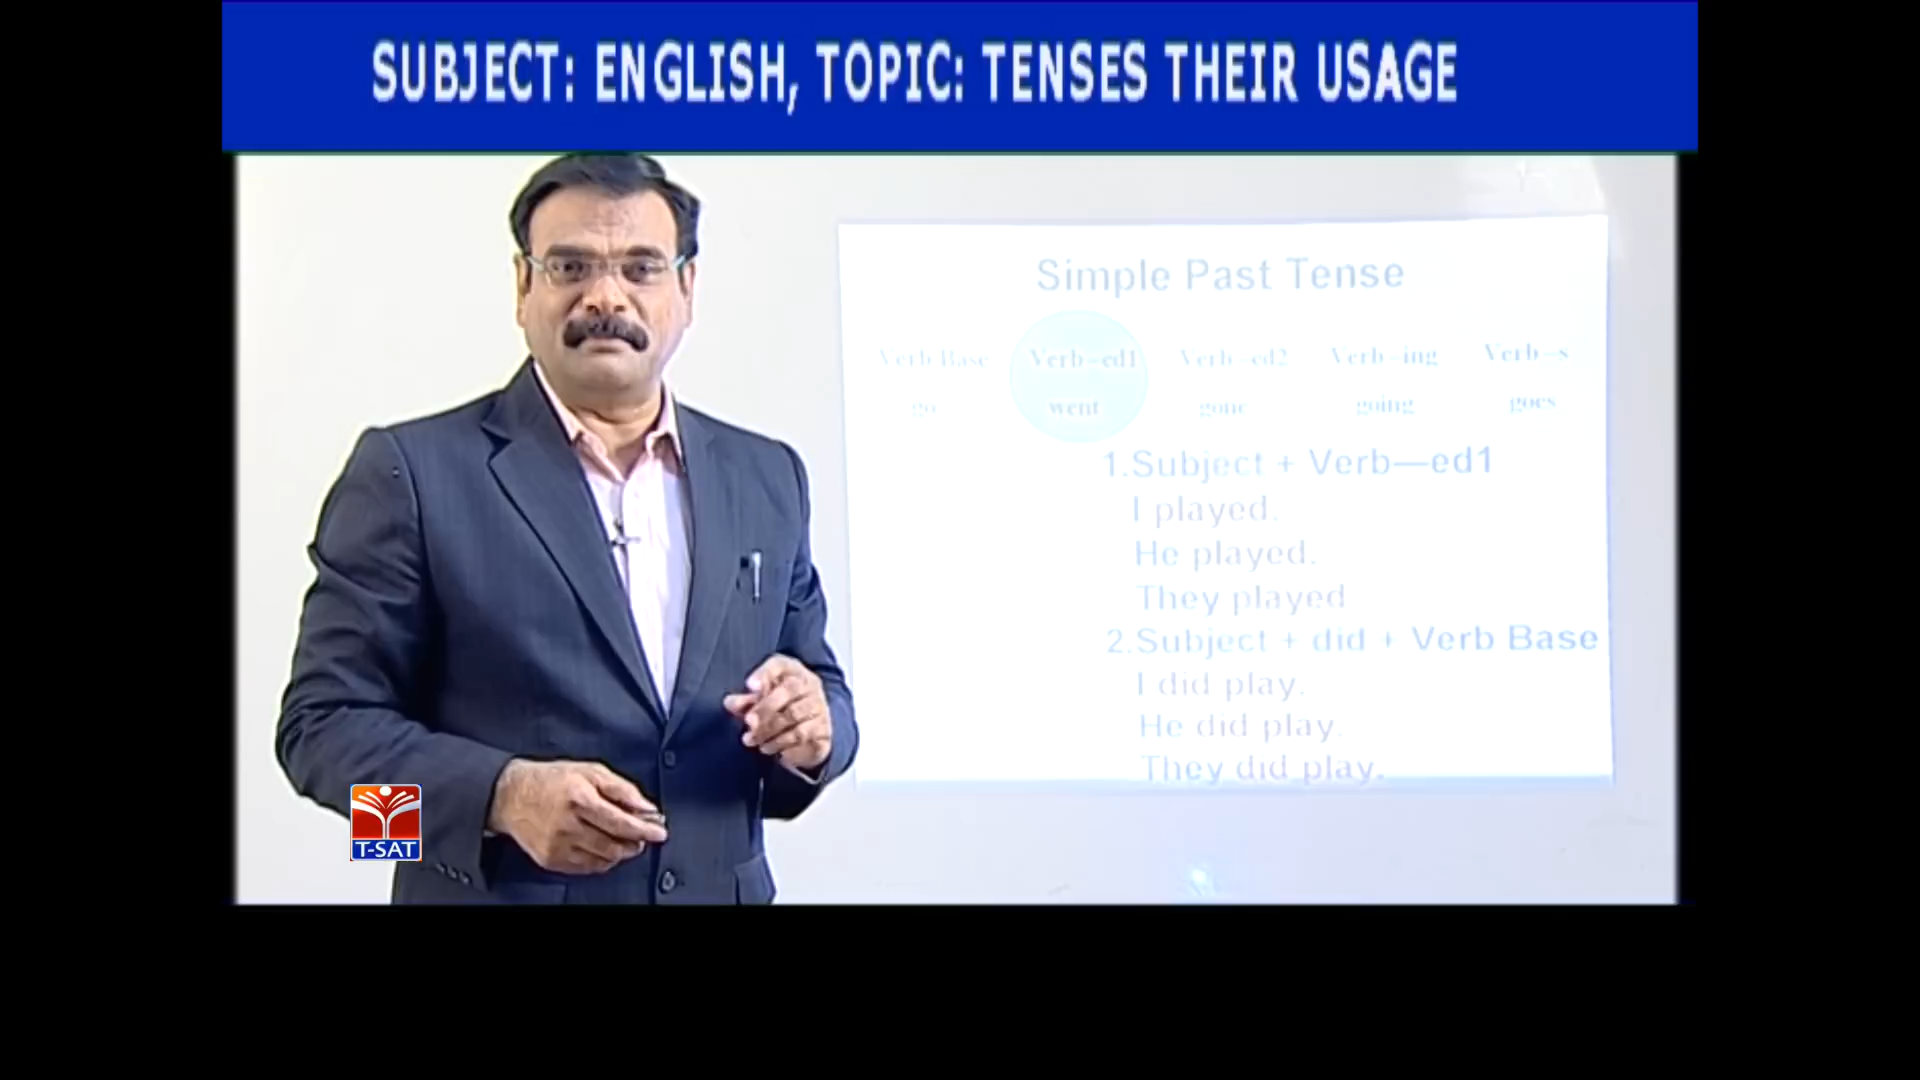 SUBJECT: ENGLISH, TOPIC: TENSES THEIR USAGE
Simple Past Tense
Verb Base Verb–ed1 Verb–ed2 Verb–ing Verb–s
go went gone going goes
1.Subject + Verb—ed1
I played.
He played.
They played
2.Subject + did + Verb Base
I did play.
He did play.
They did play.
T-SAT